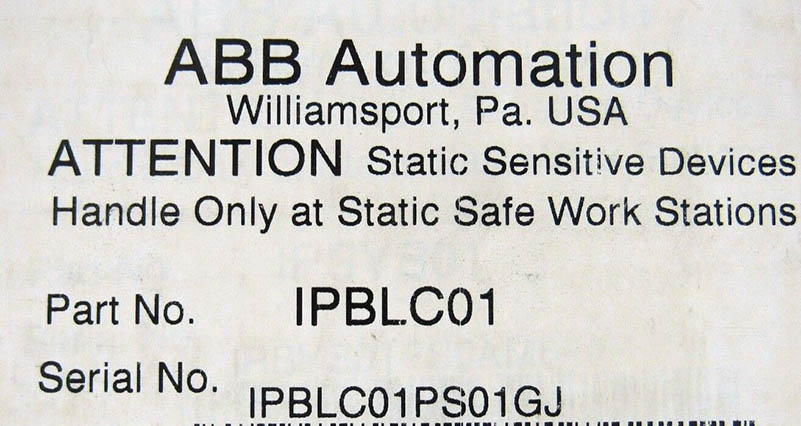 ABB Automation
Williamsport, Pa. USA
ATTENTION Static Sensitive Devices
Handle Only at Static Safe Work Stations
Part No. IPBLC01
Serial No. IPBLC01PS01GJ